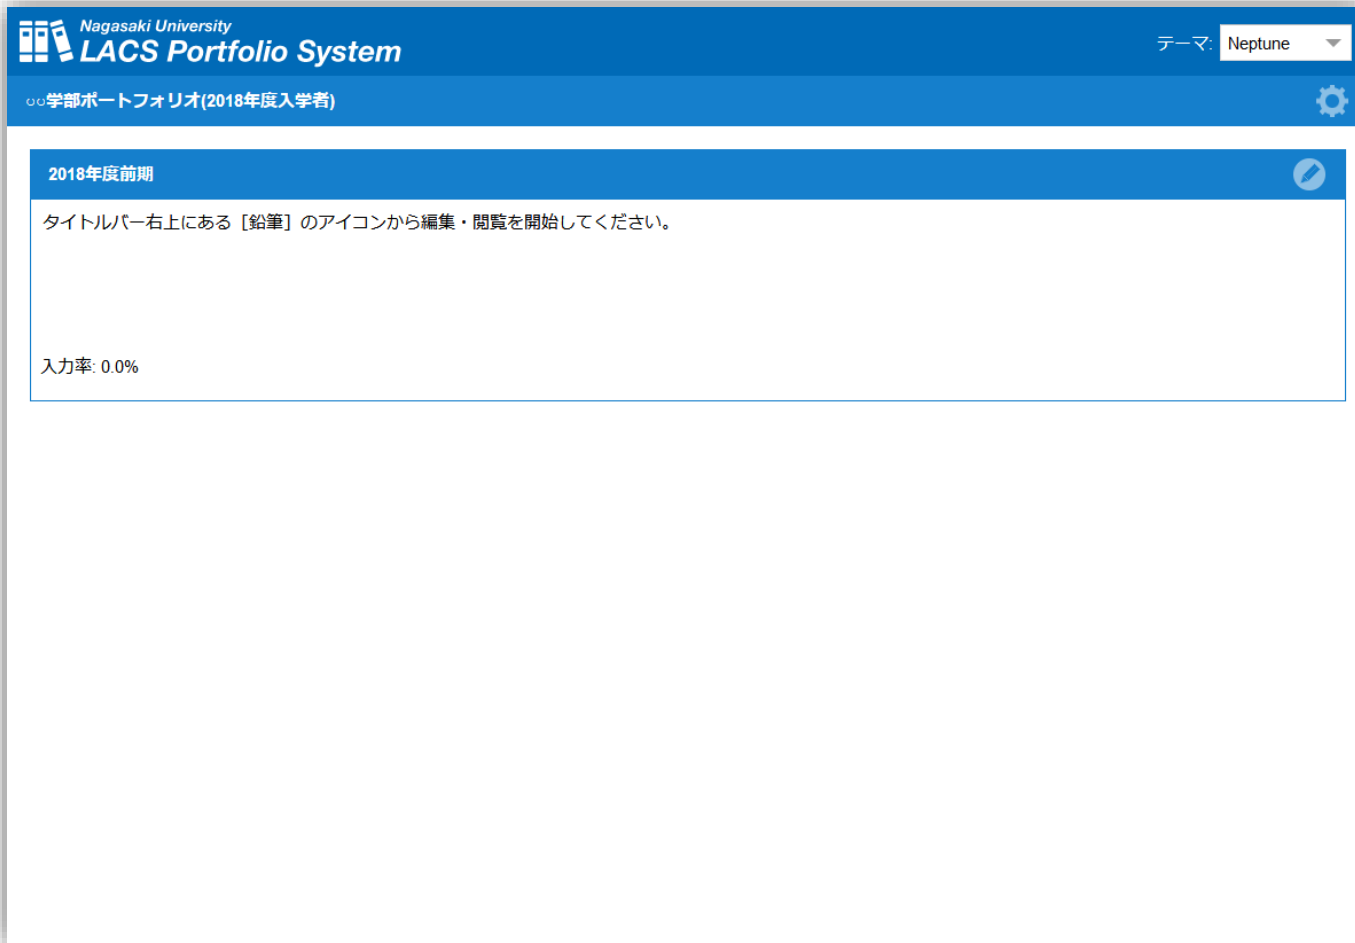 Nagasaki University
LACS Portfolio System
テーマ: Neptune
○○学部ポートフォリオ(2018年度入学者)
2018年度前期
タイトルバー右上にある［鉛筆］のアイコンから編集・閲覧を開始してください。
入力率: 0.0%